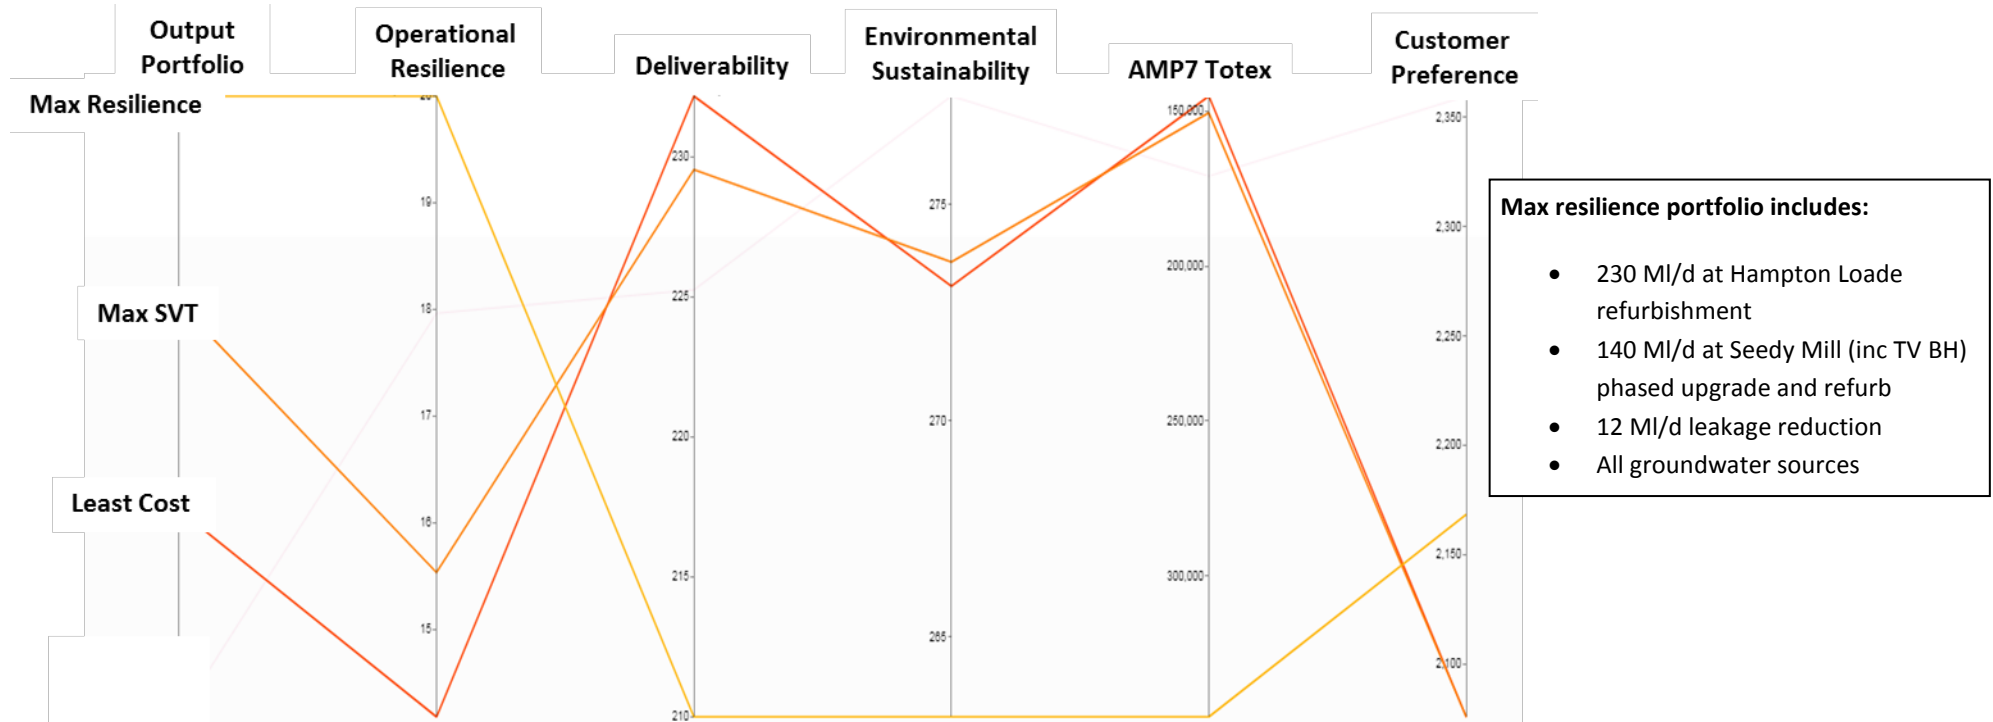 Output
Portfolio
Operational
Resilience
Deliverability
Environmental
Sustainability
AMP7 Totex
Customer
Preference
Max Resilience
Max SVT
Least Cost
20
19
18
17
16
15
230
225
220
215
210
275
270
265
150,000
200,000
250,000
300,000
2,350
2,300
2,250
2,200
2,150
2,100
Max resilience portfolio includes:
• 230 Ml/d at Hampton Loade
refurbishment
• 140 Ml/d at Seedy Mill (inc TV BH)
phased upgrade and refurb
• 12 Ml/d leakage reduction
• All groundwater sources